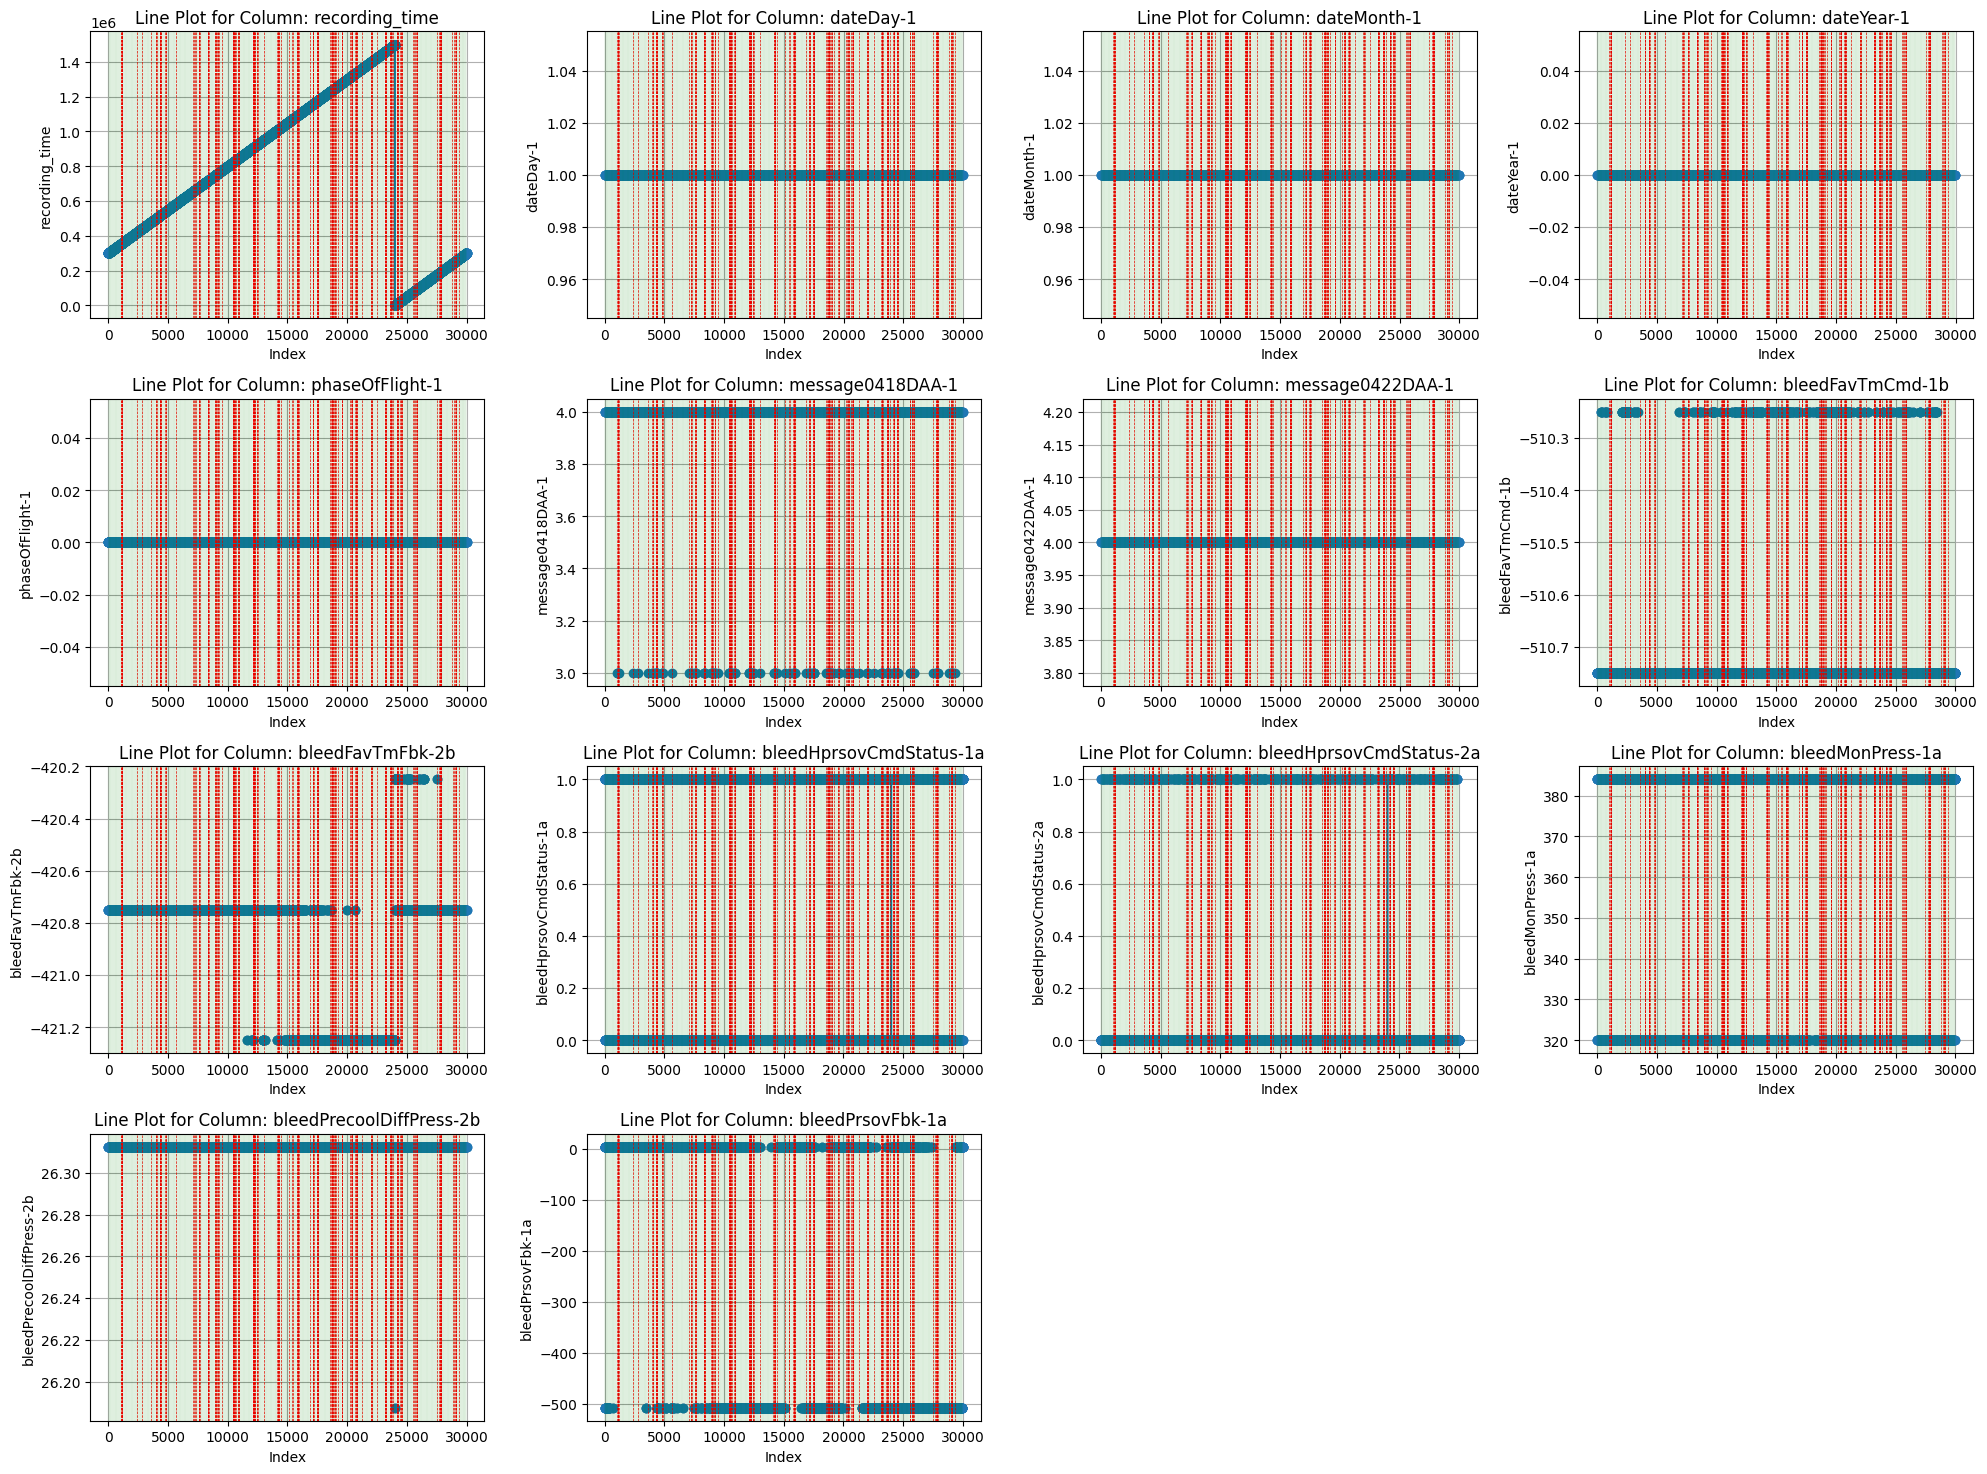 Line Plot for Column: recording_time
1e6
recording_time
1.4
1.2
1.0
0.8
0.6
0.4
0.2
0.0
0 5000 10000 15000 20000 25000 30000
Index
Line Plot for Column: dateDay-1
dateDay-1
1.04
1.02
1.00
0.98
0.96
0 5000 10000 15000 20000 25000 30000
Index
Line Plot for Column: dateMonth-1
dateMonth-1
1.04
1.02
1.00
0.98
0.96
0 5000 10000 15000 20000 25000 30000
Index
Line Plot for Column: dateYear-1
dateYear-1
0.04
0.02
0.00
−0.02
−0.04
0 5000 10000 15000 20000 25000 30000
Index
Line Plot for Column: phaseOfFlight-1
phaseOfFlight-1
0.04
0.02
0.00
−0.02
−0.04
0 5000 10000 15000 20000 25000 30000
Index
Line Plot for Column: message0418DAA-1
message0418DAA-1
4.0
3.8
3.6
3.4
3.2
3.0
0 5000 10000 15000 20000 25000 30000
Index
Line Plot for Column: message0422DAA-1
message0422DAA-1
4.20
4.15
4.10
4.05
4.00
3.95
3.90
3.85
3.80
0 5000 10000 15000 20000 25000 30000
Index
Line Plot for Column: bleedFavTmCmd-1b
bleedFavTmCmd-1b
−510.3
−510.4
−510.5
−510.6
−510.7
0 5000 10000 15000 20000 25000 30000
Index
Line Plot for Column: bleedFavTmFbk-2b
bleedFavTmFbk-2b
−420.2
−420.4
−420.6
−420.8
−421.0
−421.2
0 5000 10000 15000 20000 25000 30000
Index
Line Plot for Column: bleedHprsovCmdStatus-1a
bleedHprsovCmdStatus-1a
1.0
0.8
0.6
0.4
0.2
0.0
0 5000 10000 15000 20000 25000 30000
Index
Line Plot for Column: bleedHprsovCmdStatus-2a
bleedHprsovCmdStatus-2a
1.0
0.8
0.6
0.4
0.2
0.0
0 5000 10000 15000 20000 25000 30000
Index
Line Plot for Column: bleedMonPress-1a
bleedMonPress-1a
380
370
360
350
340
330
320
0 5000 10000 15000 20000 25000 30000
Index
Line Plot for Column: bleedPrecoolDiffPress-2b
bleedPrecoolDiffPress-2b
26.30
26.28
26.26
26.24
26.22
26.20
0 5000 10000 15000 20000 25000 30000
Index
Line Plot for Column: bleedPrsovFbk-1a
bleedPrsovFbk-1a
0
−100
−200
−300
−400
−500
0 5000 10000 15000 20000 25000 30000
Index